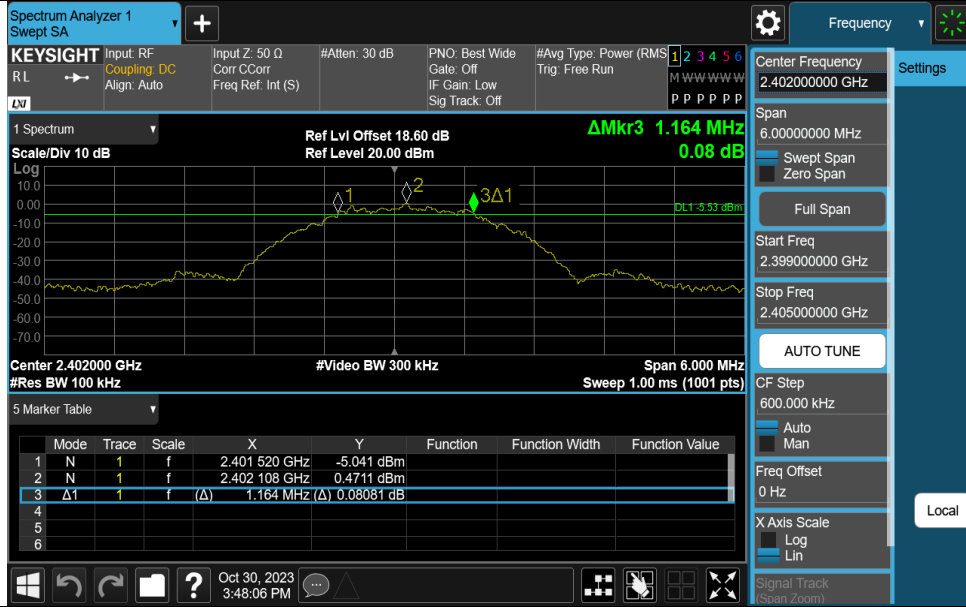 Spectrum Analyzer 1
Swept SA
+
Frequency
KEYSIGHT
R L
LXI
Input: RF
Coupling: DC
Align: Auto
Input Z: 50 Ω
Corr CCorr
Freq Ref: Int (S)
#Atten: 30 dB
PNO: Best Wide
Gate: Off
IF Gain: Low
Sig Track: Off
#Avg Type: Power (RMS
Trig: Free Run
1 2 3 4 5 6
M W W W W W
P P P P P P
1 Spectrum
Scale/Div 10 dB
Ref Lvl Offset 18.60 dB
Ref Level 20.00 dBm
ΔMkr3 1.164 MHz
0.08 dB
Log
10.0
0.00
-10.0
-20.0
-30.0
-40.0
-50.0
-60.0
-70.0
1
2
3Δ1
DL1 -5.53 dBm
Center 2.402000 GHz
#Video BW 300 kHz
Span 6.000 MHz
#Res BW 100 kHz
Sweep 1.00 ms (1001 pts)
5 Marker Table
Mode Trace Scale X Y Function Function Width Function Value
1 N 1 f 2.401 520 GHz -5.041 dBm
2 N 1 f 2.402 108 GHz 0.4711 dBm
3 Δ1 1 f (Δ) 1.164 MHz (Δ) 0.08081 dB
4
5
6
Settings
Center Frequency
2.402000000 GHz
Span
6.00000000 MHz
Swept Span
Zero Span
Full Span
Start Freq
2.399000000 GHz
Stop Freq
2.405000000 GHz
AUTO TUNE
CF Step
600.000 kHz
Auto
Man
Freq Offset
0 Hz
X Axis Scale
Log
Lin
Signal Track
(Span Zoom)
Local
?
Oct 30, 2023
3:48:06 PM